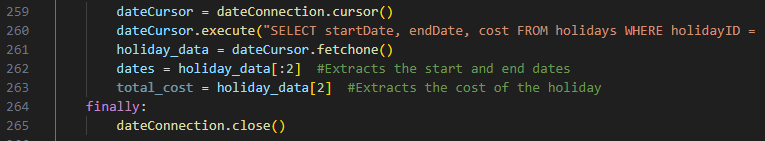 259 dateCursor = dateConnection.cursor()
260 dateCursor.execute("SELECT startDate, endDate, cost FROM holidays WHERE holidayID =
261 holiday_data = dateCursor.fetchone()
262 dates = holiday_data[:2] #Extracts the start and end dates
263 total_cost = holiday_data[2] #Extracts the cost of the holiday
264 finally:
265 dateConnection.close()